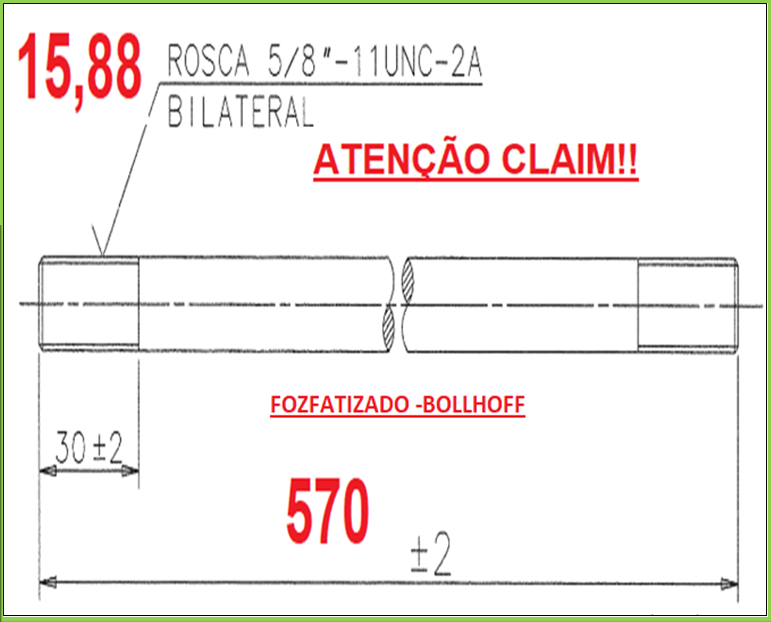 15,88
ROSCA 5/8"-11UNC-2A
BILATERAL
ATENÇÃO CLAIM!!
FOZFATIZADO -BOLLHOFF
30±2
570
±2